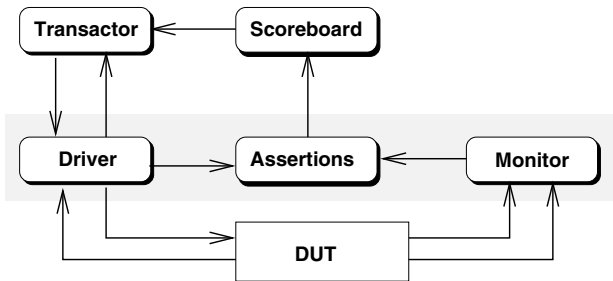 Transactor
Scoreboard
Driver
Assertions
Monitor
DUT